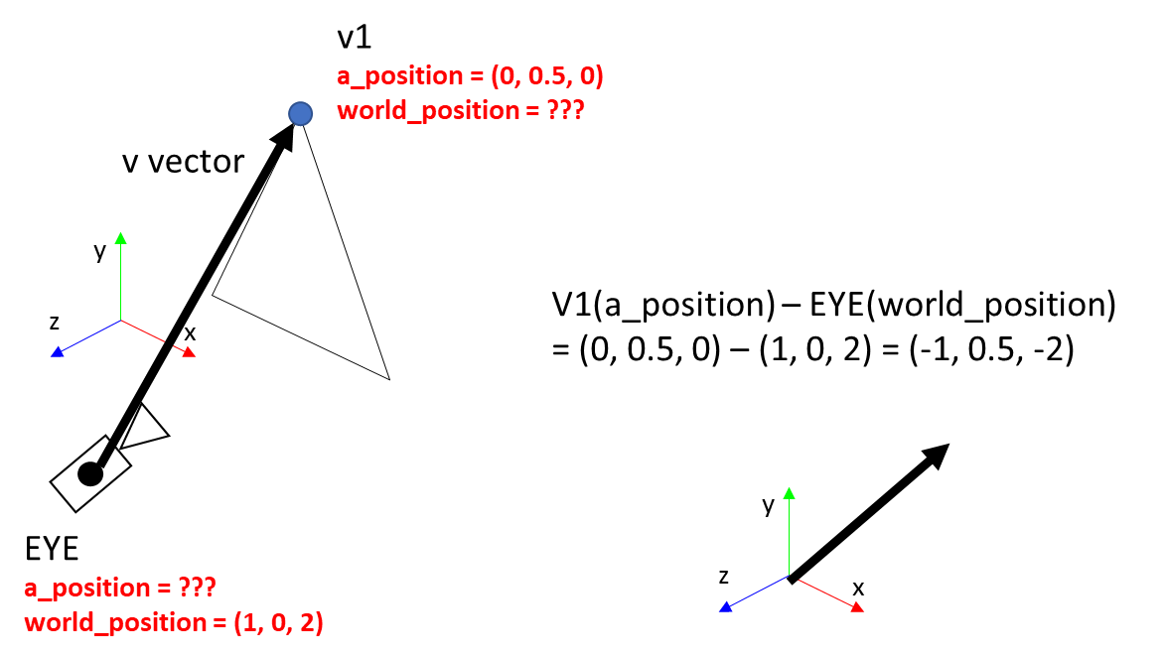 v1
a_position = (0, 0.5, 0)
world_position = ???
v vector
y
z
x
V1(a_position) – EYE(world_position)
= (0, 0.5, 0) – (1, 0, 2) = (-1, 0.5, -2)
EYE
a_position = ???
world_position = (1, 0, 2)
y
z
x